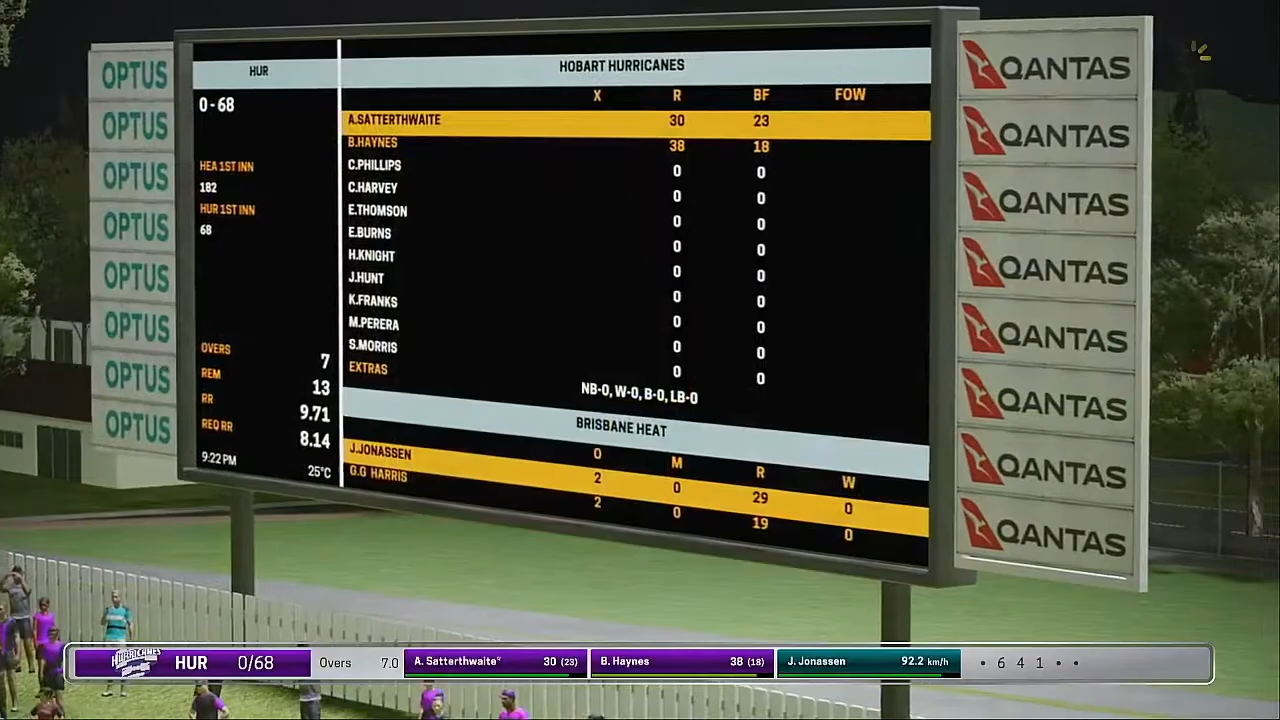 OPTUS
OPTUS
OPTUS
OPTUS
OPTUS
OPTUS
OPTUS
OPTUS
HUR
0 - 68
HEA 1ST INN
182
HUR 1ST INN
68
OVERS 7
REM 13
RR 9.71
REQ RR 8.14
9:22 PM 25°C
HOBART HURRICANES
X R BF FOW
A.SATTERTHWAITE 30 23
B.HAYNES 38 18
C.PHILLIPS 0 0
C.HARVEY 0 0
E.THOMSON 0 0
E.BURNS 0 0
H.KNIGHT 0 0
J.HUNT 0 0
K.FRANKS 0 0
M.PERERA 0 0
S.MORRIS 0 0
EXTRAS
NB-0, W-0, B-0, LB-0
BRISBANE HEAT
O M R W
J.JONASSEN 2 0 29 0
G.G HARRIS 2 0 19 0
QANTAS
QANTAS
QANTAS
QANTAS
QANTAS
QANTAS
QANTAS
QANTAS
HURRICANES HUR 0/68 Overs 7.0 A. Satterthwaite* 30 (23) B. Haynes 38 (18) J. Jonassen 92.2 km/h • 6 4 1 • •